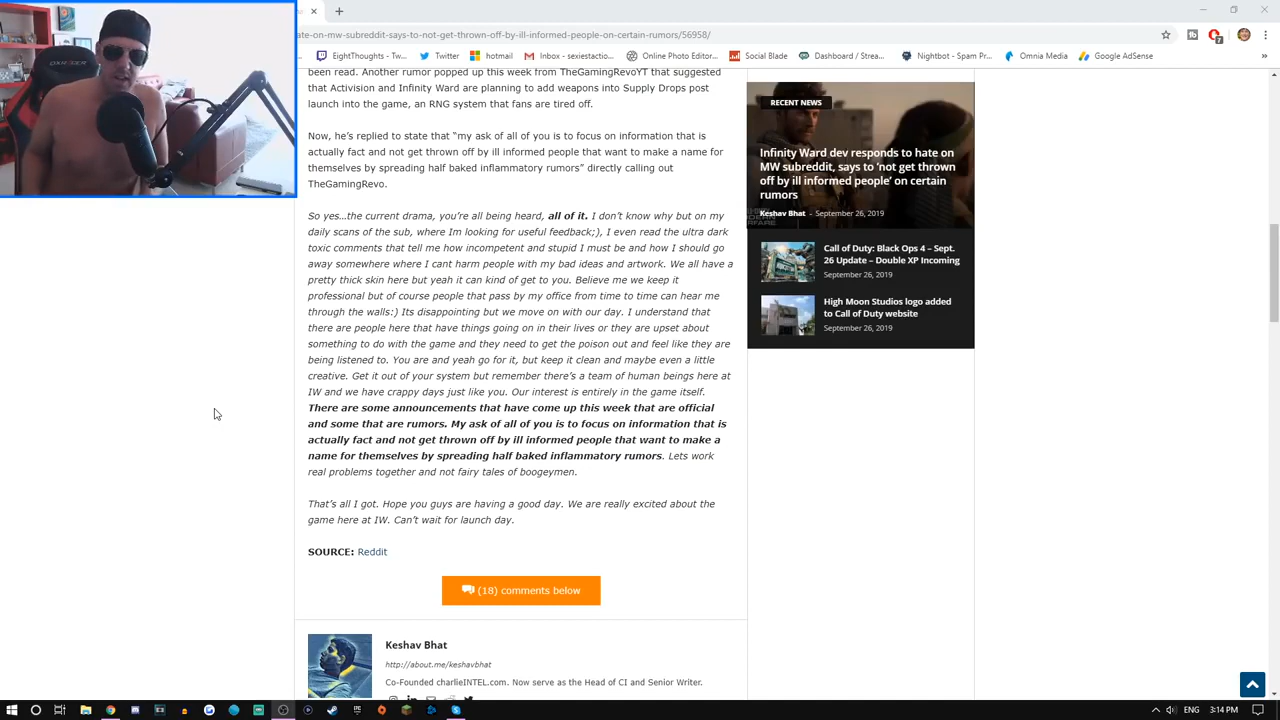 ate-on-mw-subreddit-says-to-not-get-thrown-off-by-ill-informed-people-on-certain-rumors/56958/
EightThoughts - Tw... Twitter hotmail Inbox - sexiestactio... Online Photo Editor... Social Blade Dashboard / Stream... Nightbot - Spam Pr... Omnia Media Google AdSense »
been read. Another rumor popped up this week from TheGamingRevoYT that suggested
that Activision and Infinity Ward are planning to add weapons into Supply Drops post
launch into the game, an RNG system that fans are tired off.
Now, he's replied to state that "my ask of all of you is to focus on information that is
actually fact and not get thrown off by ill informed people that want to make a name for
themselves by spreading half baked inflammatory rumors" directly calling out
TheGamingRevo.
So yes…the current drama, you're all being heard, all of it. I don't know why but on my
daily scans of the sub, where Im looking for useful feedback;), I even read the ultra dark
toxic comments that tell me how incompetent and stupid I must be and how I should go
away somewhere where I cant harm people with my bad ideas and artwork. We all have a
pretty thick skin here but yeah it can kind of get to you. Believe me we keep it
professional but of course people that pass by my office from time to time can hear me
through the walls:) Its disappointing but we move on with our day. I understand that
there are people here that have things going on in their lives or they are upset about
something to do with the game and they need to get the poison out and feel like they are
being listened to. You are and yeah go for it, but keep it clean and maybe even a little
creative. Get it out of your system but remember there's a team of human beings here at
IW and we have crappy days just like you. Our interest is entirely in the game itself.
There are some announcements that have come up this week that are official
and some that are rumors. My ask of all of you is to focus on information that is
actually fact and not get thrown off by ill informed people that want to make a
name for themselves by spreading half baked inflammatory rumors. Lets work
real problems together and not fairy tales of boogeymen.
That's all I got. Hope you guys are having a good day. We are really excited about the
game here at IW. Can't wait for launch day.
SOURCE: Reddit
(18) comments below
Keshav Bhat
http://about.me/keshavbhat
Co-Founded charlieINTEL.com. Now serve as the Head of CI and Senior Writer.
RECENT NEWS
Infinity Ward dev responds to hate on
MW subreddit, says to 'not get thrown
off by ill informed people' on certain
rumors
Keshav Bhat - September 26, 2019
Call of Duty: Black Ops 4 – Sept.
26 Update – Double XP Incoming
September 26, 2019
High Moon Studios logo added
to Call of Duty website
September 26, 2019
3:14 PM